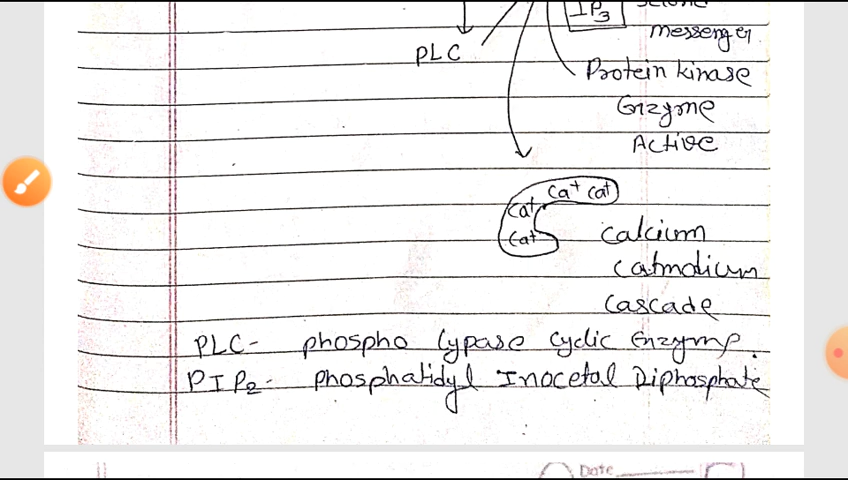 IP3
messenger
PLC
Protein kinase
Enzyme
Active
Ca+ Ca+
Ca+
Ca+
Calcium
Calmodium
Cascade
PLC- phospho lypase cyclic Enzyme.
PIP2- Phosphatidyl Inocetal Diphosphate
Date